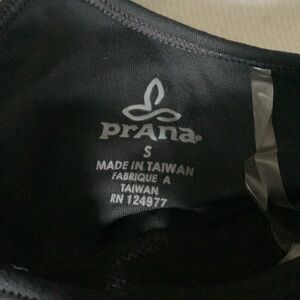 prAna
S
MADE IN TAIWAN
FABRIQUE A
TAIWAN
RN 124977